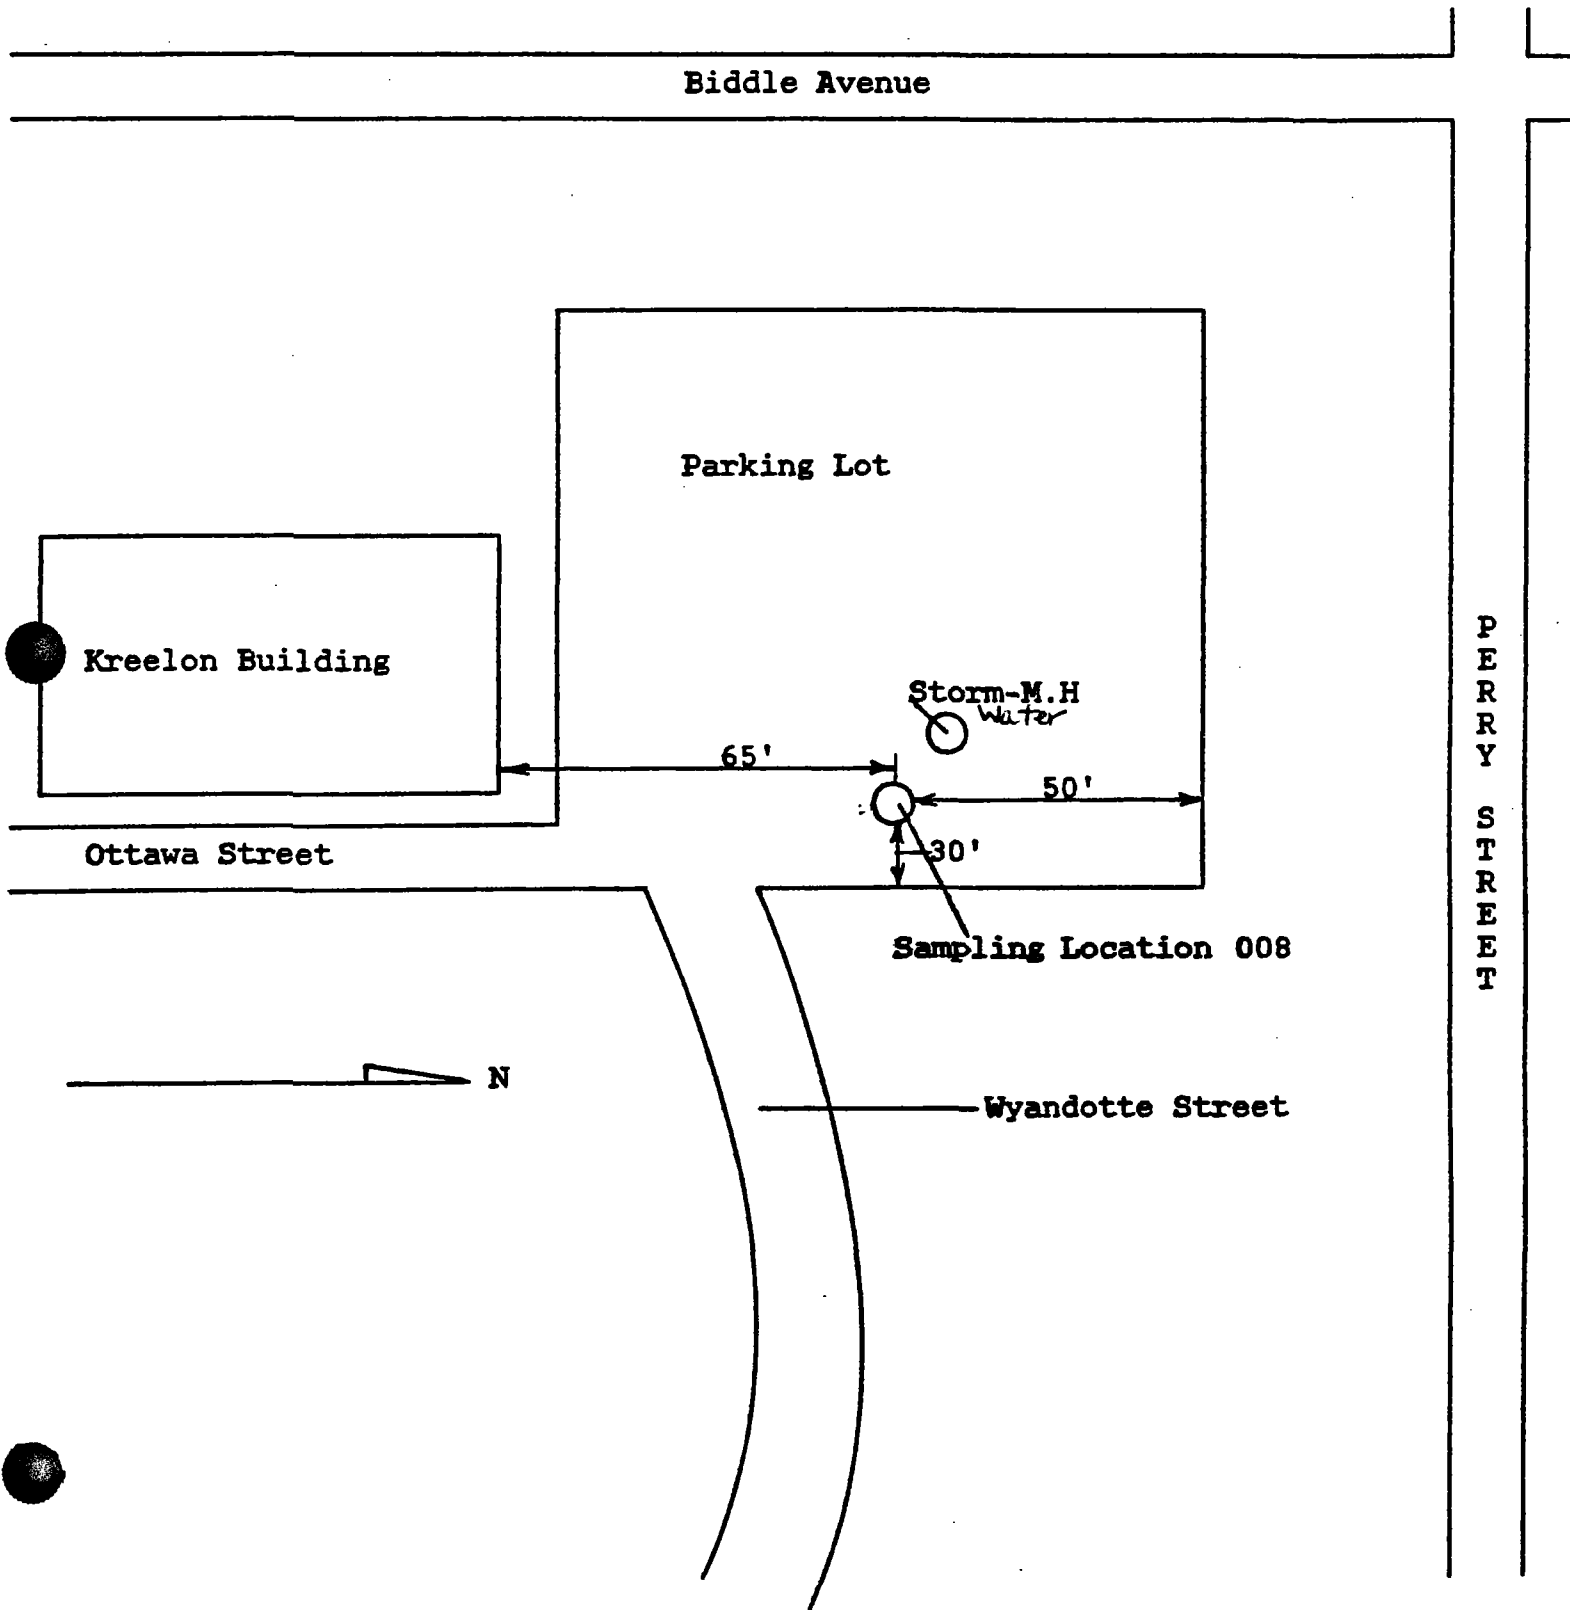 Biddle Avenue
Parking Lot
Kreelon Building
Storm-M.H
Water
65'
50'
30'
Ottawa Street
Sampling Location 008
PERRY STREET
N
Wyandotte Street